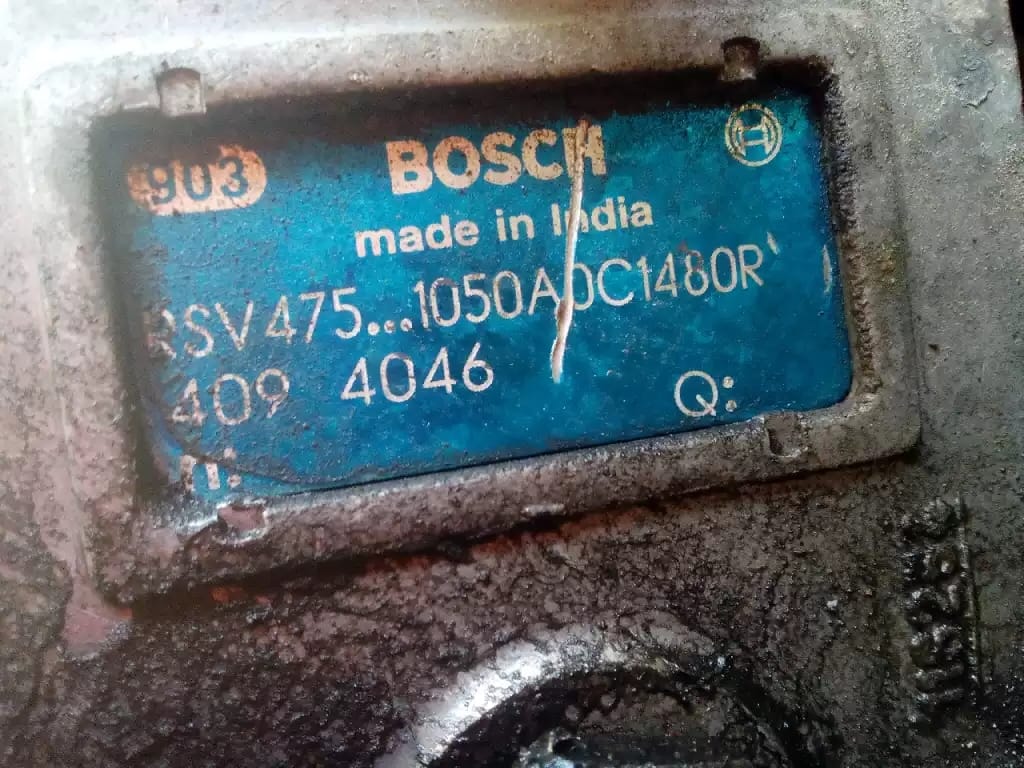 903 BOSCH
made in India
RSV475...1050A0C1480R
409 4046
n: Q: